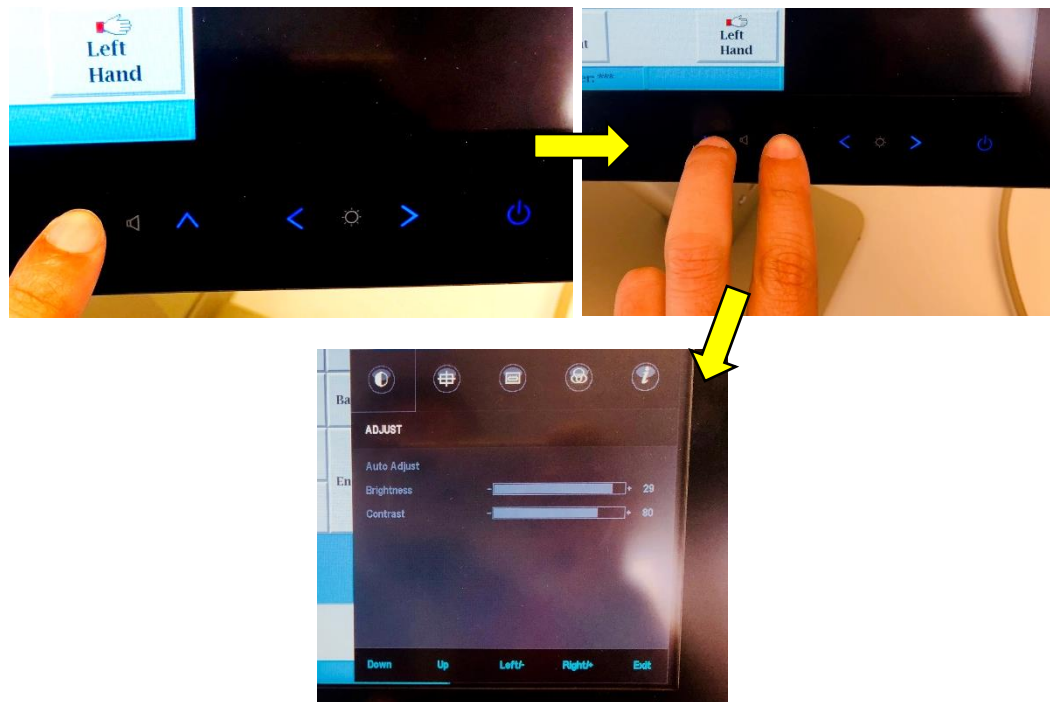 Left
Hand
Left
Hand
Ba
En
ADJUST
Auto Adjust
Brightness - + 29
Contrast - + 80
Down Up Left/- Right/+ Exit